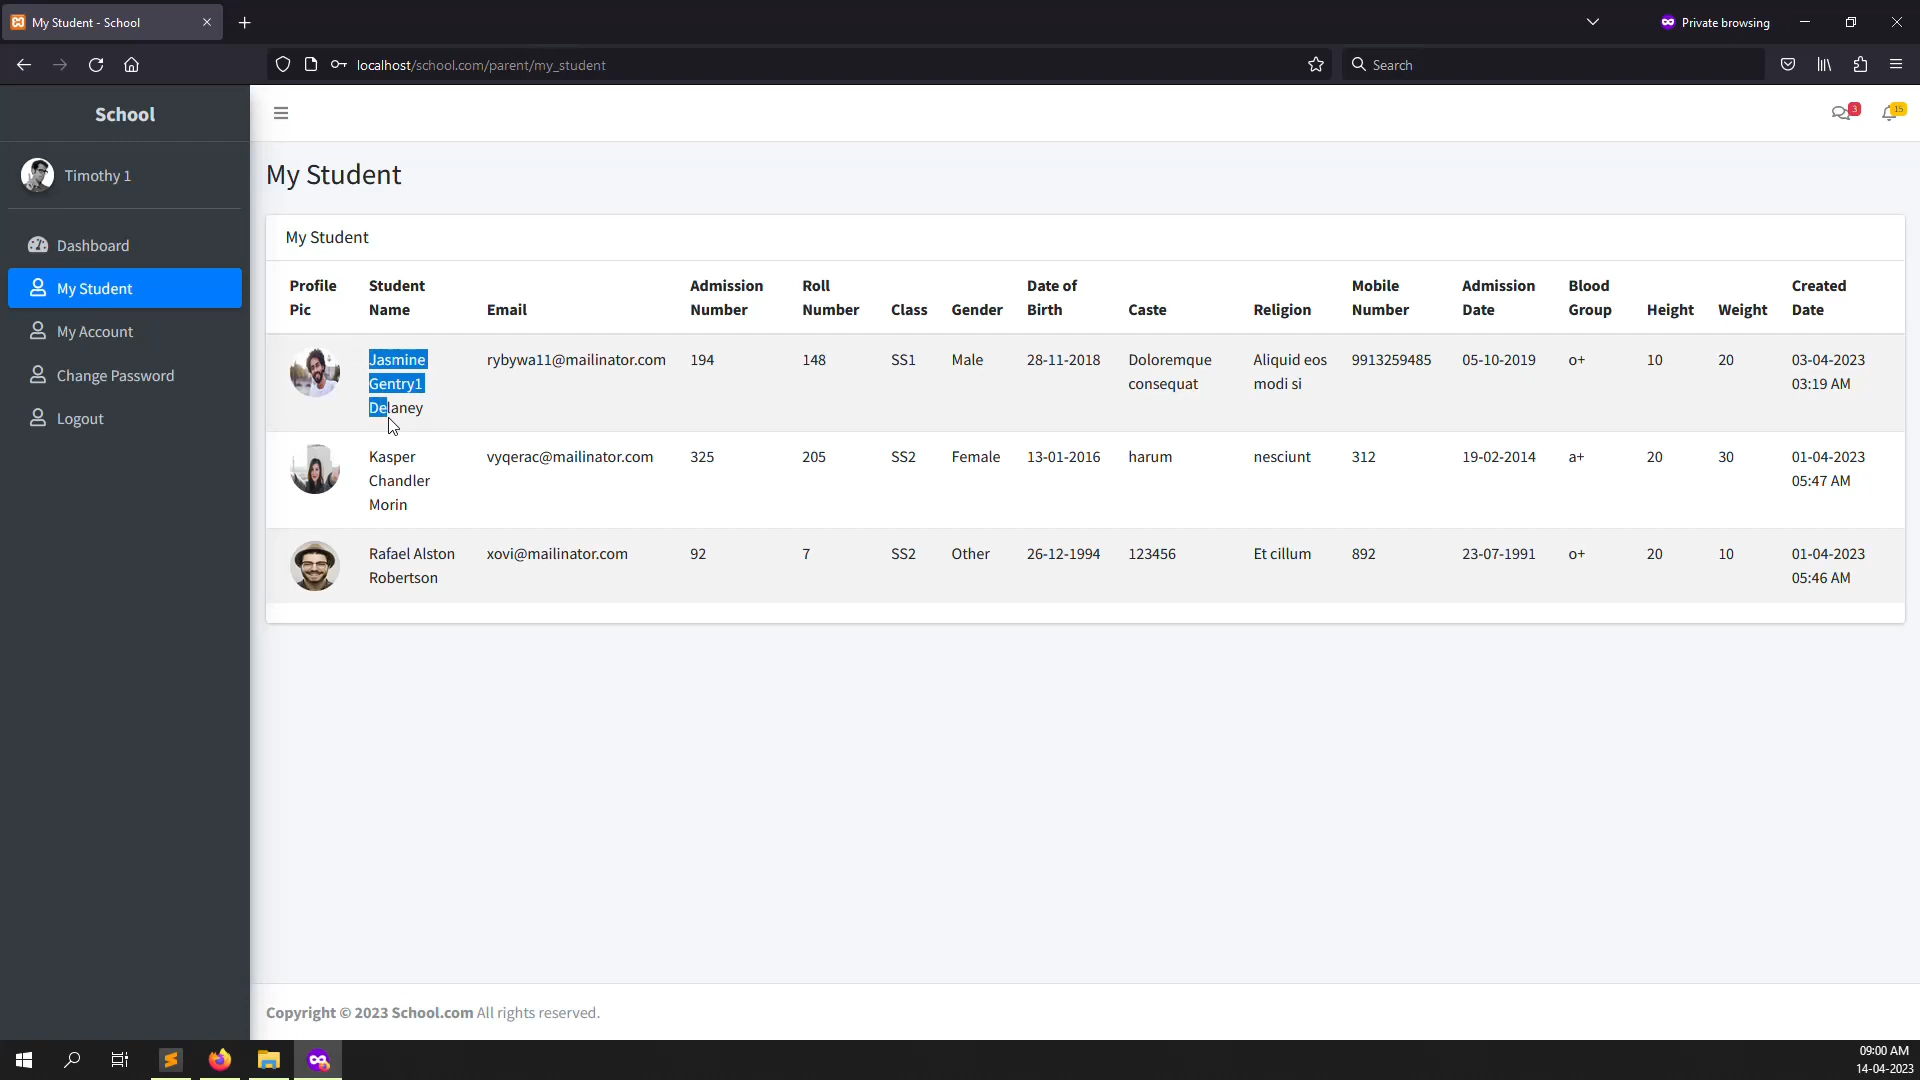 My Student - School
Private browsing
localhost/school.com/parent/my_student
Search
School
3
15
Timothy 1
Dashboard
My Student
My Account
Change Password
Logout
My Student
My Student
Profile Pic
Student Name
Email
Admission Number
Roll Number
Class
Gender
Date of Birth
Caste
Religion
Mobile Number
Admission Date
Blood Group
Height
Weight
Created Date
Jasmine Gentry1 Delaney
rybywa11@mailinator.com
194
148
SS1
Male
28-11-2018
Doloremque consequat
Aliquid eos modi si
9913259485
05-10-2019
o+
10
20
03-04-2023 03:19 AM
Kasper Chandler Morin
vyqerac@mailinator.com
325
205
SS2
Female
13-01-2016
harum
nesciunt
312
19-02-2014
a+
20
30
01-04-2023 05:47 AM
Rafael Alston Robertson
xovi@mailinator.com
92
7
SS2
Other
26-12-1994
123456
Et cillum
892
23-07-1991
o+
20
10
01-04-2023 05:46 AM
Copyright © 2023 School.com All rights reserved.
09:00 AM
14-04-2023